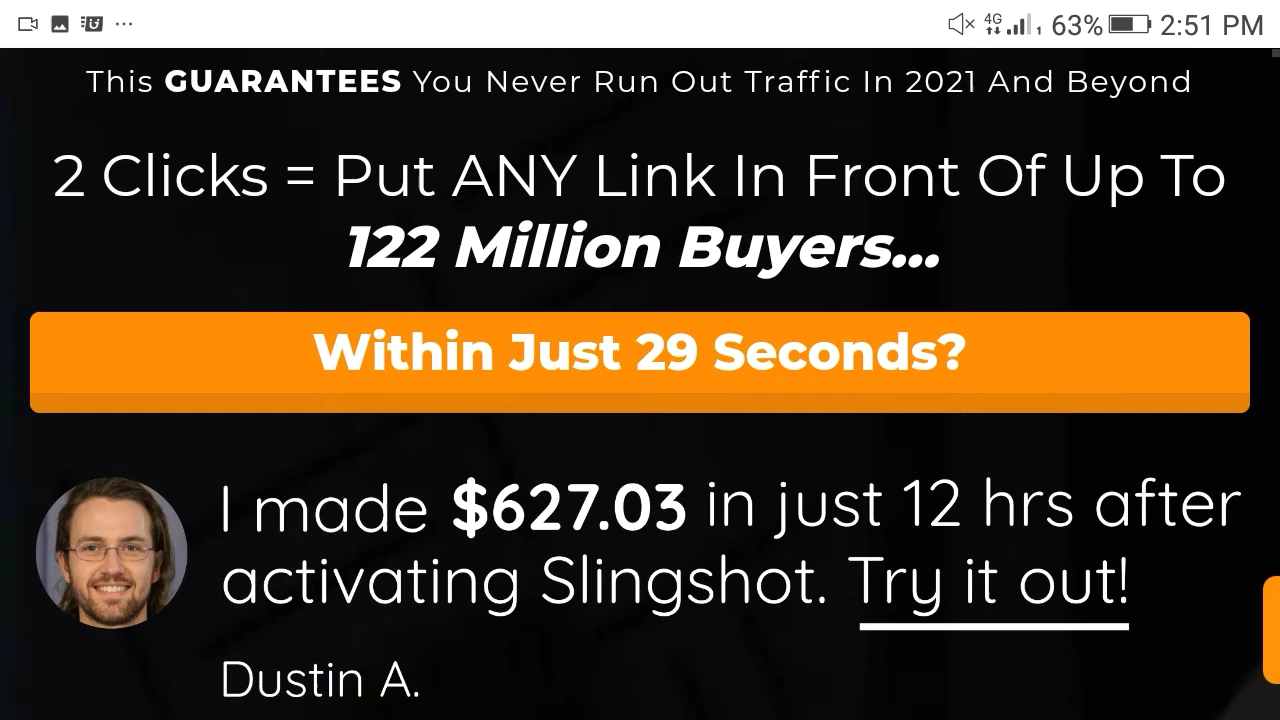 4G 1 63% 2:51 PM
This GUARANTEES You Never Run Out Traffic In 2021 And Beyond
2 Clicks = Put ANY Link In Front Of Up To
122 Million Buyers...
Within Just 29 Seconds?
I made $627.03 in just 12 hrs after
activating Slingshot. Try it out!
Dustin A.